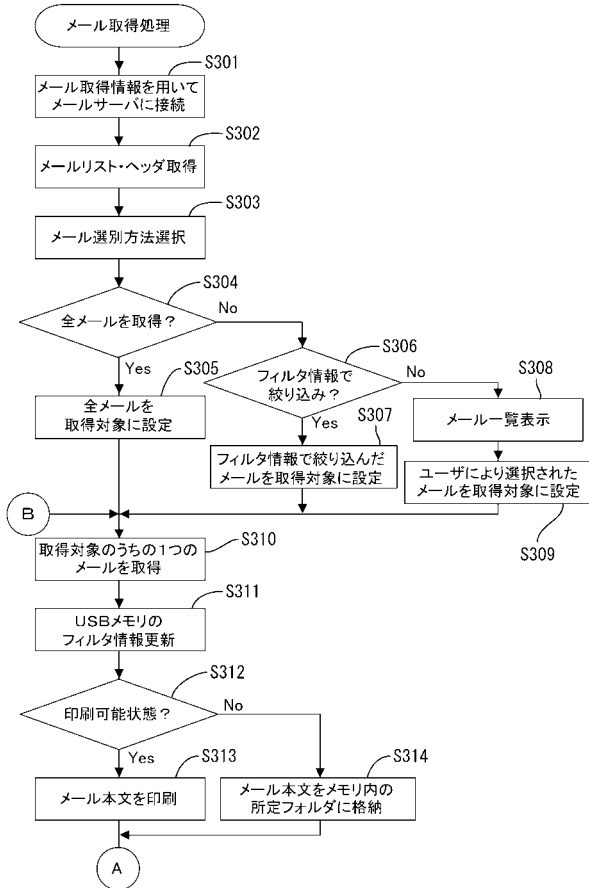 メール取得処理
S301
メール取得情報を用いて
メールサーバに接続
S302
メールリスト・ヘッダ取得
S303
メール選別方法選択
S304
全メールを取得？
No
Yes
S305
全メールを
取得対象に設定
S306
フィルタ情報で
絞り込み？
No
Yes
S307
フィルタ情報で絞り込んだ
メールを取得対象に設定
S308
メール一覧表示
ユーザにより選択された
メールを取得対象に設定
S309
B
S310
取得対象のうちの１つの
メールを取得
S311
ＵＳＢメモリの
フィルタ情報更新
S312
印刷可能状態？
No
Yes
S313
メール本文を印刷
S314
メール本文をメモリ内の
所定フォルダに格納
A